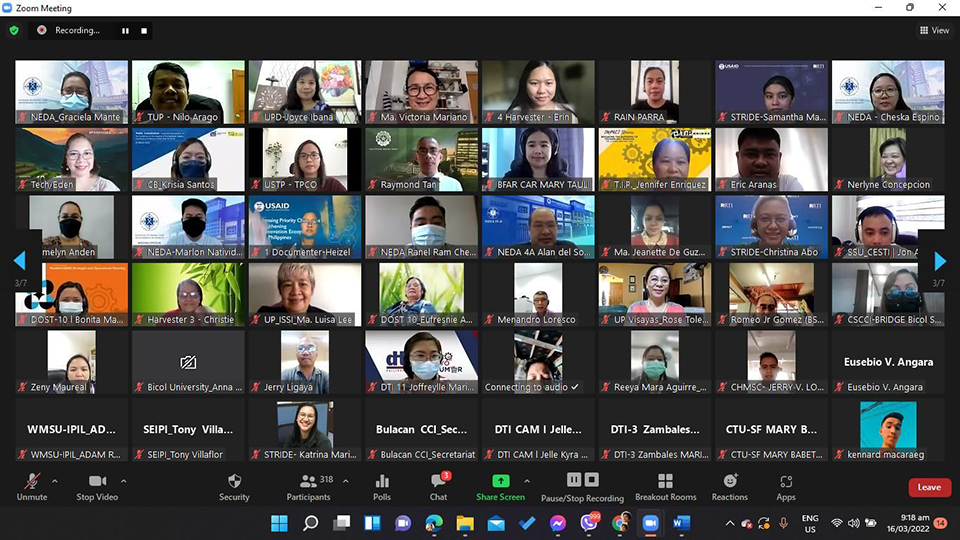 Zoom Meeting
Recording...
View
NEDA_Graciela Mante
TUP - Nilo Arago
UPD-Joyce Ibana
Ma. Victoria Mariano
4 Harvester - Erin
RAIN PARRA
USAID
STRIDE-Samantha Ma...
NEDA - Cheska Espino
Tech/Eden
CB-Krisia Santos
USTP - TPCO
Raymond Tan
BFAR CAR MARY TAULI
T.I.P._Jennifer Enriquez
Eric Aranas
Nerlyne Concepcion
melyn Anden
NEDA-Marlon Nativid...
USAID
1 Documenter-Heizel
NEDA Ranel Ram Che...
NEDA 4A Alan del So...
Ma. Jeanette De Guz...
STRIDE-Christina Abo
SSU_CESTI | Jon A
3/7
3/7
DOST-10 I Bonita Ma...
Harvester 3 - Christie
UP_ISSI_Ma. Luisa Lee
DOST 10_Eufresnie A...
Menandro Loresco
UP Visayas_Rose Tole...
Romeo Jr Gomez (BS...
CSCCI-BRIDGE Bicol S...
Zeny Maureal
Bicol University_Anna ...
Jerry Ligaya
DTI 11 Joffreylle Mari...
Connecting to audio
Reeya Mara Aguirre_...
CHMSC- JERRY-V. LO...
Eusebio V. Angara
Eusebio V. Angara
WMSU-IPIL_AD...
SEIPI_Tony Villa...
Bulacan CCI_Sec...
DTI CAM I Jelle...
DTI-3 Zambales...
CTU-SF MARY B...
WMSU-IPIL_ADAM R...
SEIPI_Tony Villaflor
STRIDE- Katrina Mari...
Bulacan CCI_Secretariat
DTI CAM I Jelle Kyra ...
DTI-3 Zambales MARI...
CTU-SF MARY BABET...
kennard macaraeg
318
3
Unmute
Stop Video
Security
Participants
Polls
Chat
Share Screen
Pause/Stop Recording
Breakout Rooms
Reactions
Apps
Leave
ENG
US
9:18 am
16/03/2022
14